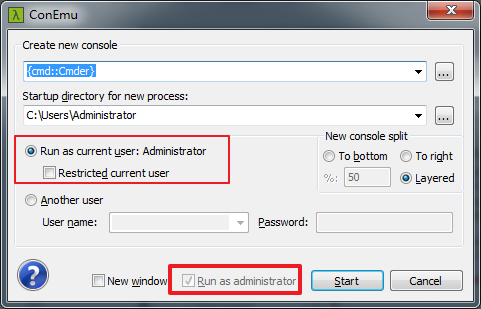 λ ConEmu
Create new console
{cmd::Cmder}
...
Startup directory for new process:
C:\Users\Administrator
...
Run as current user: Administrator
Restricted current user
New console split
To bottom
To right
%:
50
Layered
Another user
User name:
Password:
?
New window
Run as administrator
Start
Cancel